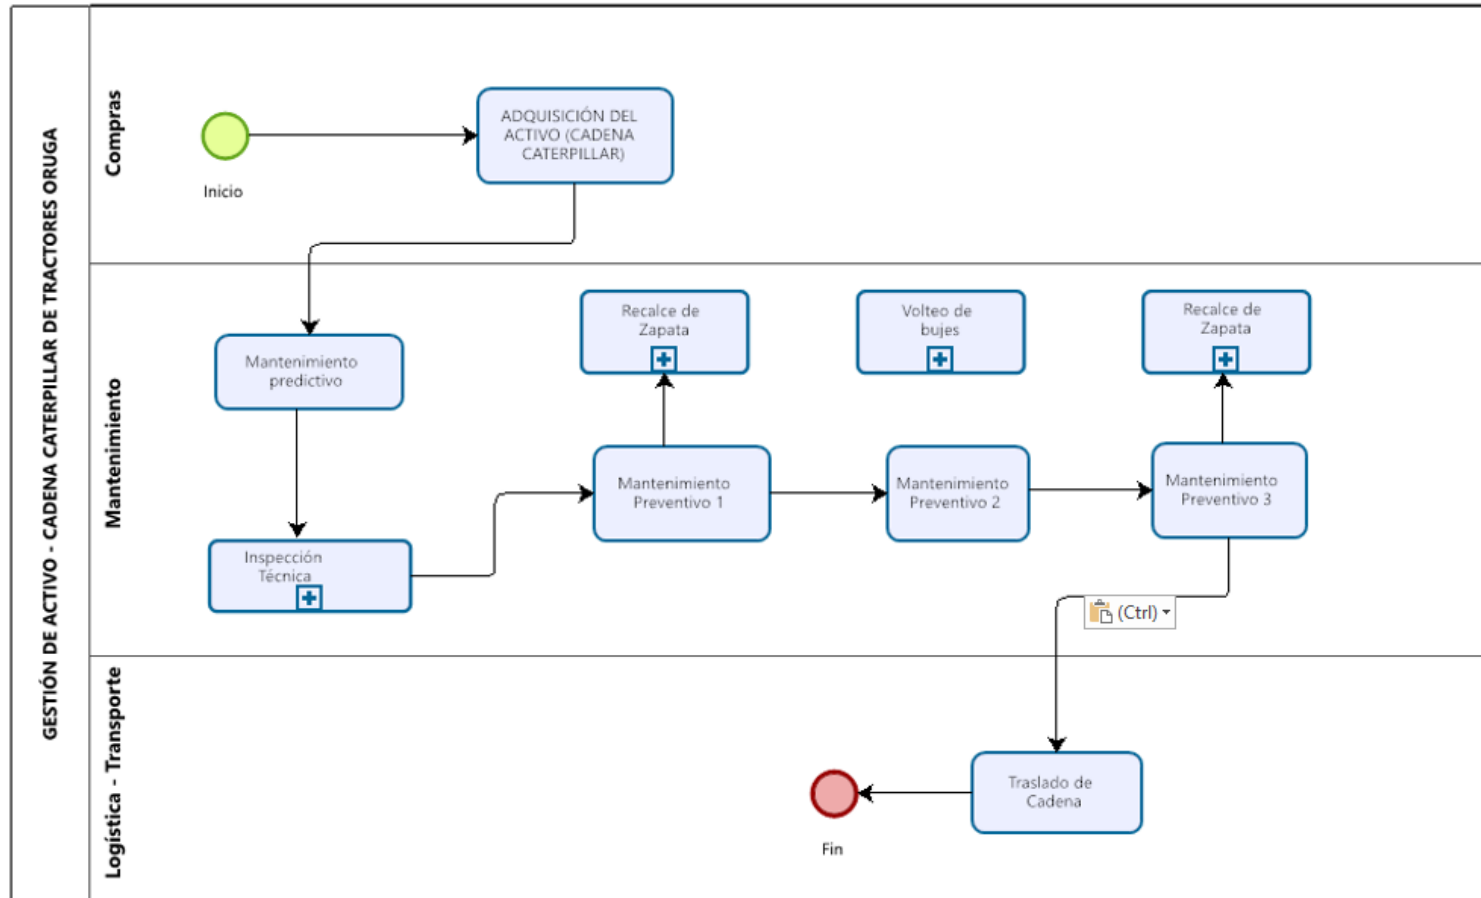 GESTIÓN DE ACTIVO - CADENA CATERPILLAR DE TRACTORES ORUGA
Compras
Inicio
ADQUISICIÓN DEL
ACTIVO (CADENA
CATERPILLAR)
Mantenimiento
Mantenimiento
predictivo
Inspección
Técnica
Recalce de
Zapata
Mantenimiento
Preventivo 1
Volteo de
bujes
Mantenimiento
Preventivo 2
Recalce de
Zapata
Mantenimiento
Preventivo 3
(Ctrl)
Logística - Transporte
Traslado de
Cadena
Fin